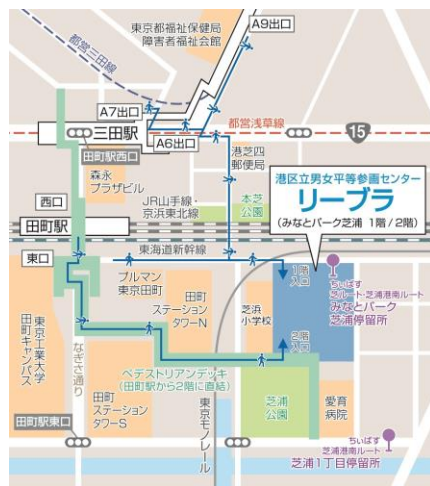 A9出口
東京都福祉保健局
障害者福祉会館
都営三田線
A7出口
三田駅
都営浅草線
15
田町駅西口
A6出口
港芝四
郵便局
森永
プラザビル
港区立男女平等参画センター
リーブラ
(みなとパーク芝浦 1階/2階)
西口
JR山手線・
京浜東北線
本芝
公園
田町駅
東海道新幹線
東口
プルマン
東京田町
1階
入口
ちぃばす
芝ルート・芝浦港南ルート
みなとパーク
芝浦停留所
田町
ステーション
タワーN
芝浜
小学校
東京工業大学
田町キャンパス
なぎさ通り
2階
入口
ペデストリアンデッキ
(田町駅から2階に直結)
田町
ステーション
タワーS
東京モノレール
芝浦
公園
愛育
病院
田町駅東口
ちぃばす
芝浦港南ルート
芝浦1丁目停留所